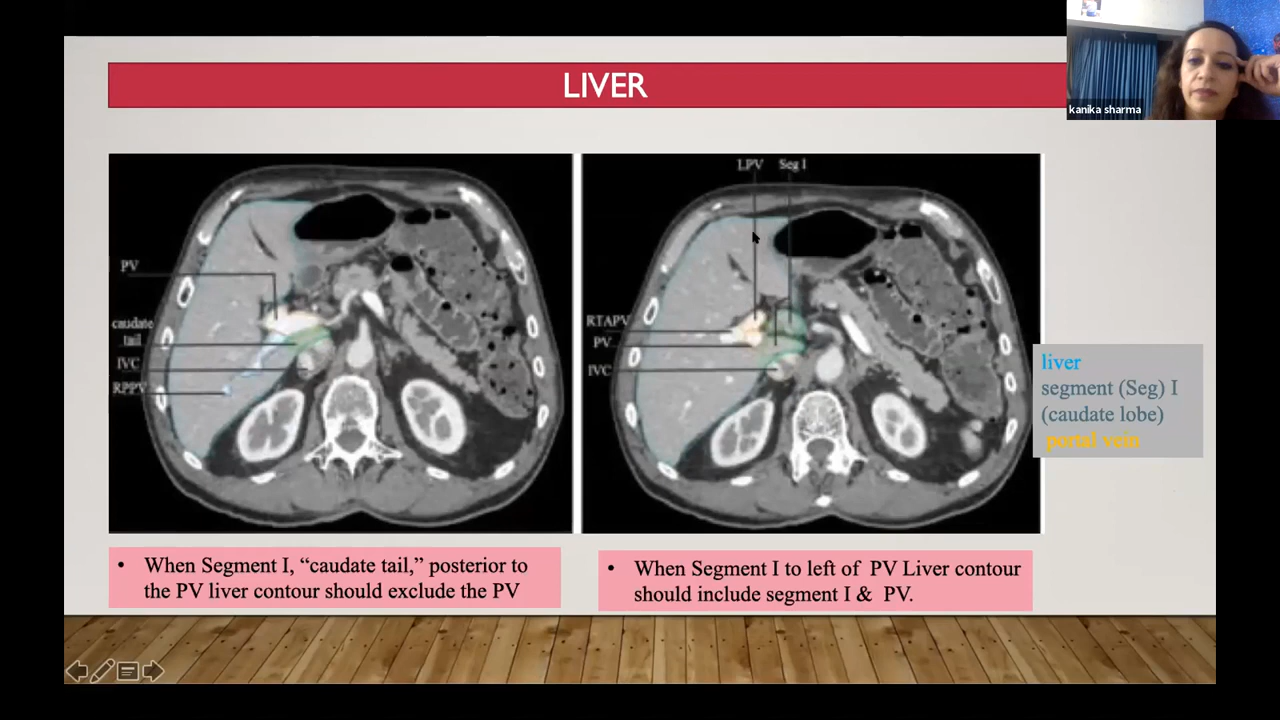 kanika sharma
LIVER
PV
caudate
tail
IVC
RPPV
LPV Seg I
RTAPV
PV
IVC
liver
segment (Seg) I
(caudate lobe)
portal vein
• When Segment I, “caudate tail,” posterior to
the PV liver contour should exclude the PV
• When Segment I to left of PV Liver contour
should include segment I & PV.